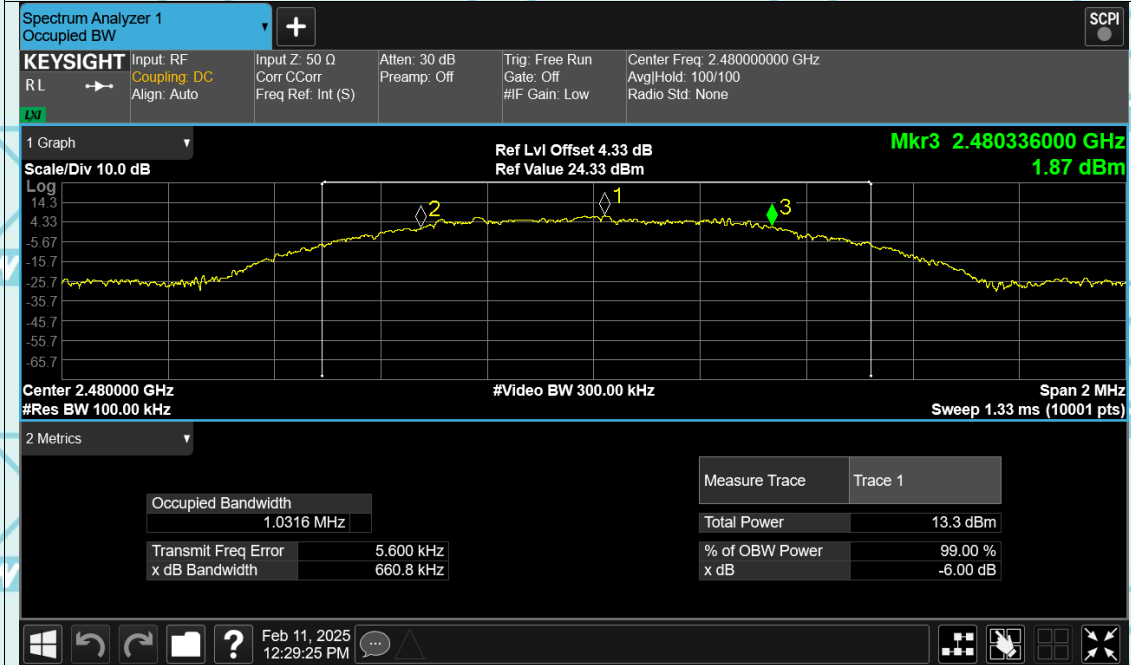 Spectrum Analyzer 1
Occupied BW
+
SCPI
KEYSIGHT
R L
LXI
Input: RF
Coupling: DC
Align: Auto
Input Z: 50 Ω
Corr CCorr
Freq Ref: Int (S)
Atten: 30 dB
Preamp: Off
Trig: Free Run
Gate: Off
#IF Gain: Low
Center Freq: 2.480000000 GHz
Avg|Hold: 100/100
Radio Std: None
1 Graph
Scale/Div 10.0 dB
Ref Lvl Offset 4.33 dB
Ref Value 24.33 dBm
Mkr3 2.480336000 GHz
1.87 dBm
Log
14.3
4.33
-5.67
-15.7
-25.7
-35.7
-45.7
-55.7
-65.7
2
1
3
Center 2.480000 GHz
#Video BW 300.00 kHz
Span 2 MHz
#Res BW 100.00 kHz
Sweep 1.33 ms (10001 pts)
2 Metrics
Occupied Bandwidth
1.0316 MHz
Transmit Freq Error 5.600 kHz
x dB Bandwidth 660.8 kHz
Measure Trace Trace 1
Total Power 13.3 dBm
% of OBW Power 99.00 %
x dB -6.00 dB
?
Feb 11, 2025
12:29:25 PM